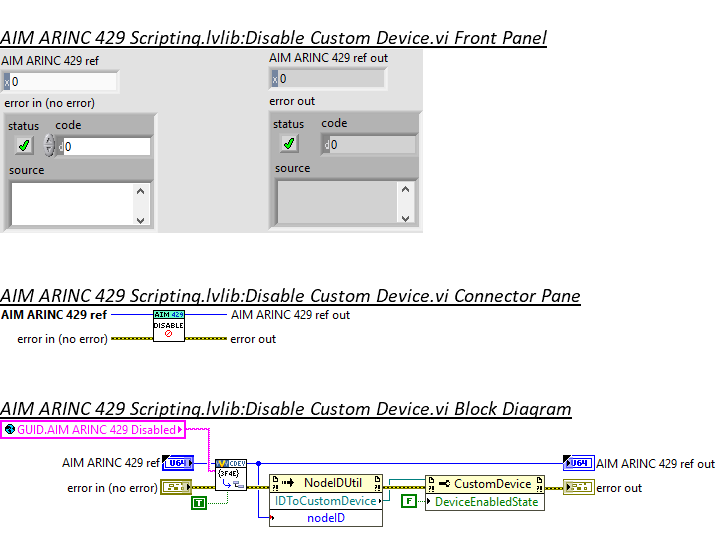 AIM ARINC 429 Scripting.lvlib:Disable Custom Device.vi Front Panel
AIM ARINC 429 ref
AIM ARINC 429 ref out
x 0
x 0
error in (no error)
error out
status code
status code
d 0
d 0
source
source
AIM ARINC 429 Scripting.lvlib:Disable Custom Device.vi Connector Pane
AIM ARINC 429 ref
AIM 429
AIM ARINC 429 ref out
DISABLE
error in (no error)
error out
AIM ARINC 429 Scripting.lvlib:Disable Custom Device.vi Block Diagram
GUID.AIM ARINC 429 Disabled
AIM ARINC 429 ref
U64
CDEV
U64
AIM ARINC 429 ref out
{3F4E}
NodeIDUtil
CustomDevice
error in (no error)
error out
T
IDToCustomDevice
F
DeviceEnabledState
nodeID